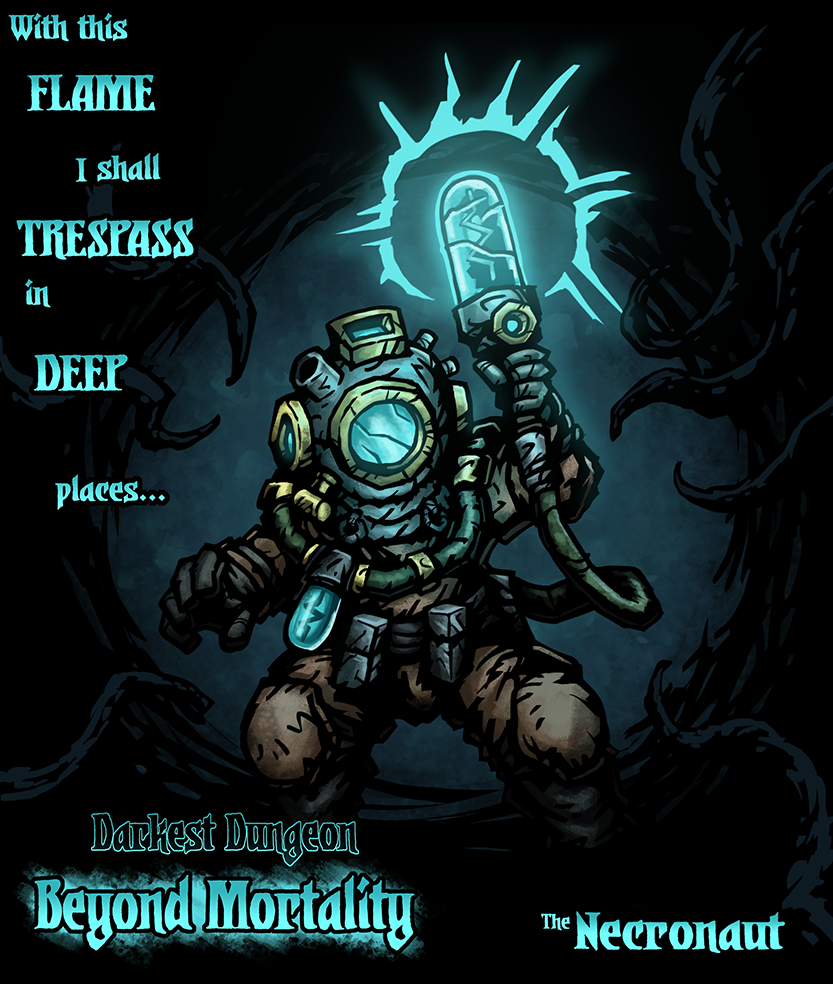 With this
FLAME
I shall
TRESPASS
in
DEEP
places...
Darkest Dungeon
Beyond Mortality
The Necronaut